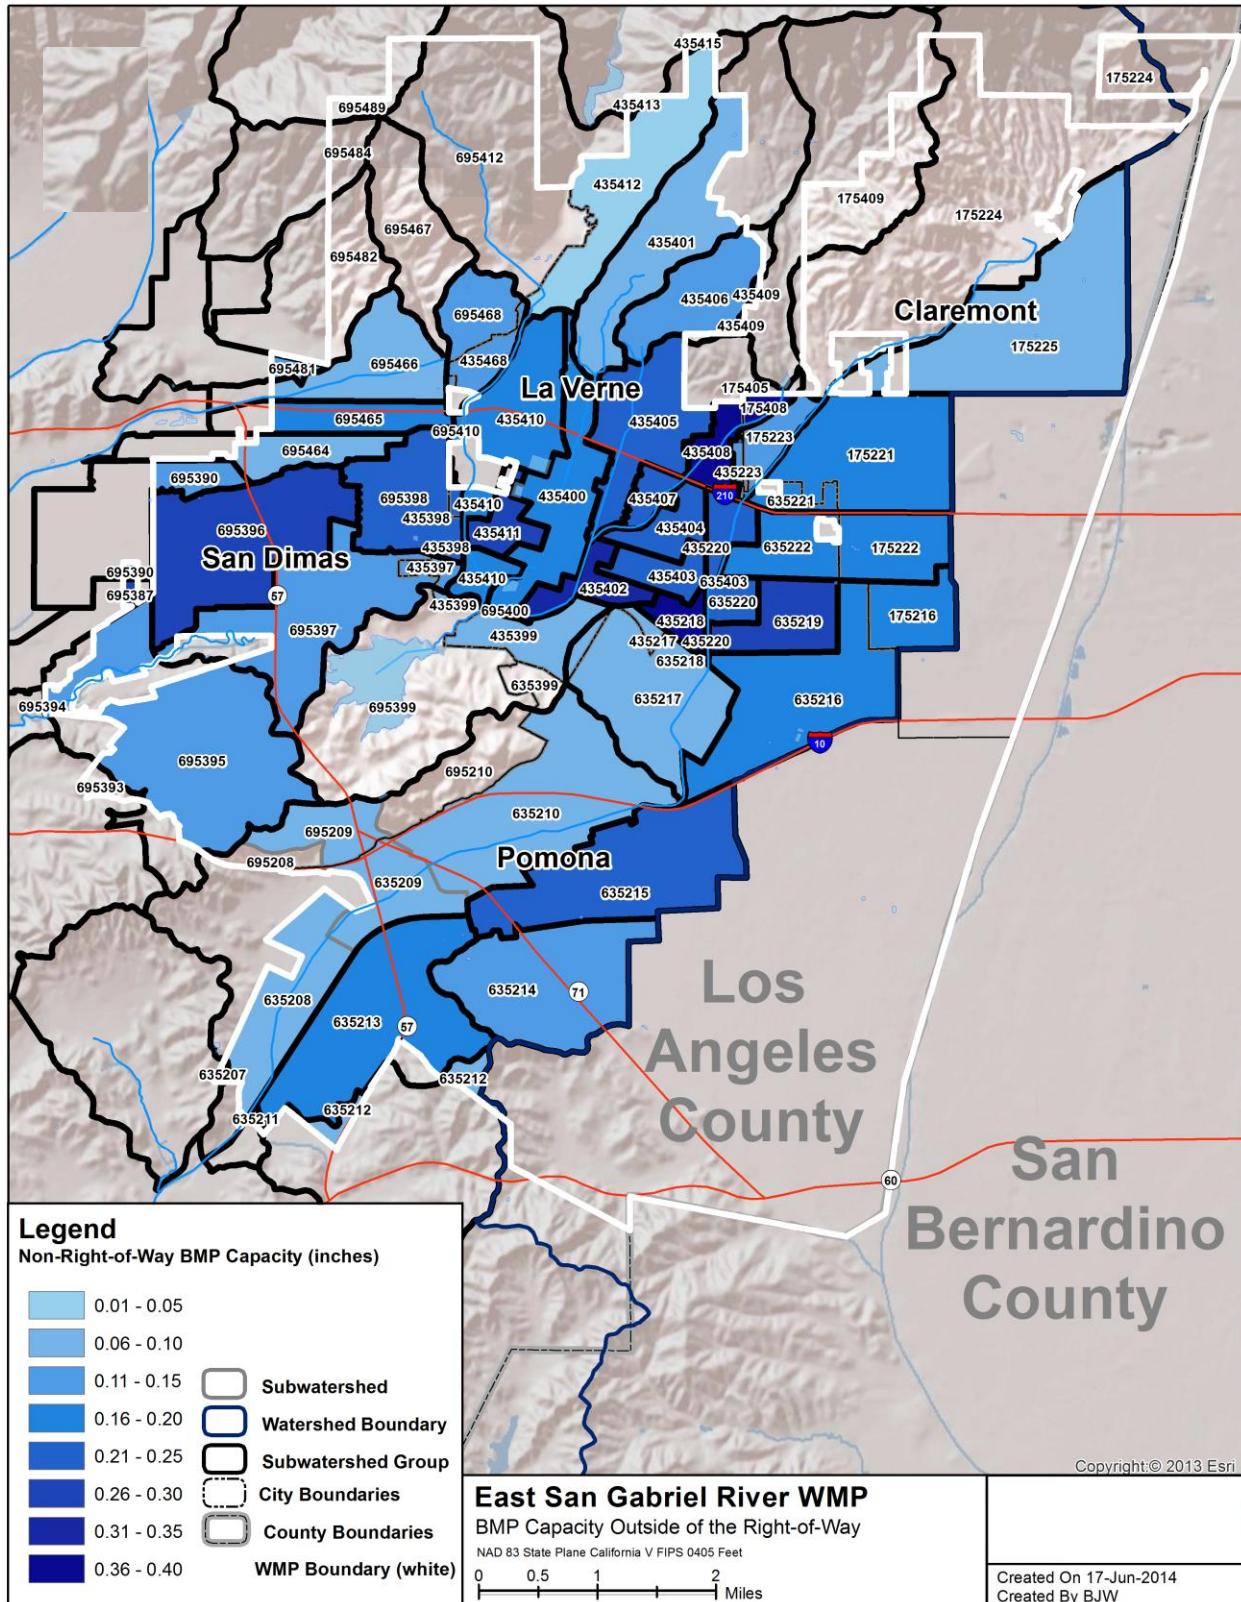 435415
175224
695489
435413
695484
695412
435412
175409
175224
695467
435401
695482
435406
435409
Claremont
695468
435409
175225
435468
695481
695466
La Verne
175405
175408
695465
435410
435405
695410
175223
695464
435408
175221
435223
695390
695398
435400
435407
210
635221
435410
435398
695396
435411
435404
435220
635222
175222
435398
San Dimas
695390
435397
435410
435403
635403
695387
435402
57
435399
695400
635220
175216
435218
635219
695397
435399
435217
435220
635218
635399
695394
695399
635217
635216
10
695395
695210
695393
635210
695209
Pomona
695208
635209
635215
Los
Angeles
County
635208
635214
71
635213
57
635207
635212
635211
635212
San
Bernardino
County
60
Legend
Non-Right-of-Way BMP Capacity (inches)
0.01 - 0.05
0.06 - 0.10
0.11 - 0.15
0.16 - 0.20
0.21 - 0.25
0.26 - 0.30
0.31 - 0.35
0.36 - 0.40
Subwatershed
Watershed Boundary
Subwatershed Group
City Boundaries
County Boundaries
WMP Boundary (white)
Copyright:© 2013 Esri
East San Gabriel River WMP
BMP Capacity Outside of the Right-of-Way
NAD 83 State Plane California V FIPS 0405 Feet
0 0.5 1 2
Miles
Created On 17-Jun-2014
Created By BJW